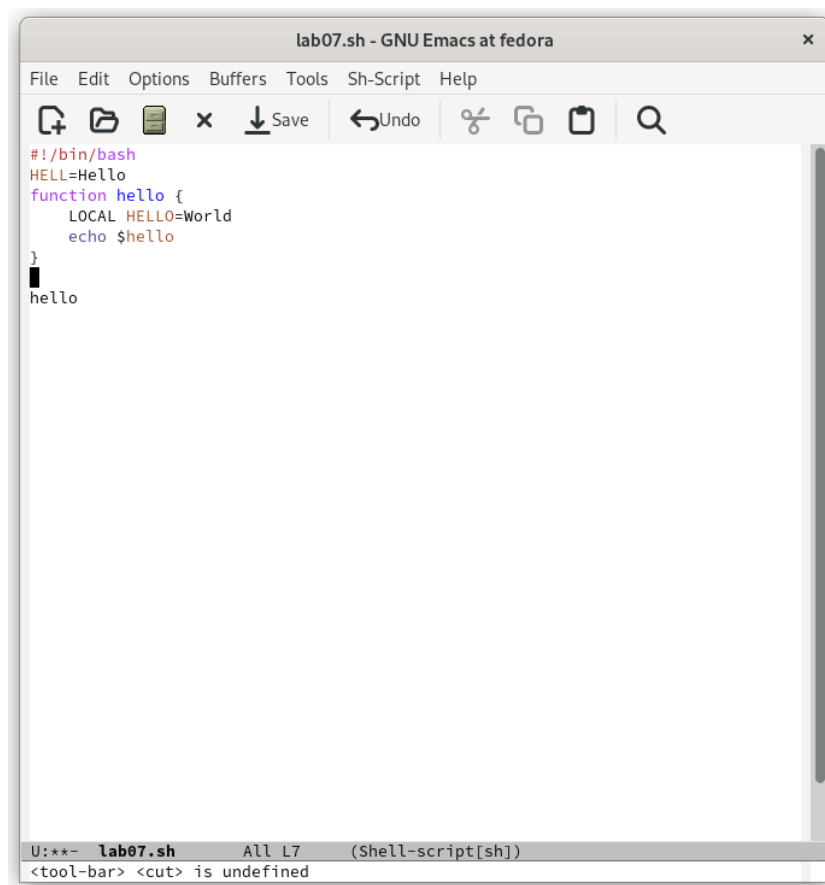 lab07.sh - GNU Emacs at fedora ×
File Edit Options Buffers Tools Sh-Script Help
Save Undo
#!/bin/bash
HELL=Hello
function hello {
    LOCAL HELLO=World
    echo $hello
}
hello
U:**- lab07.sh All L7 (Shell-script[sh])
<tool-bar> <cut> is undefined